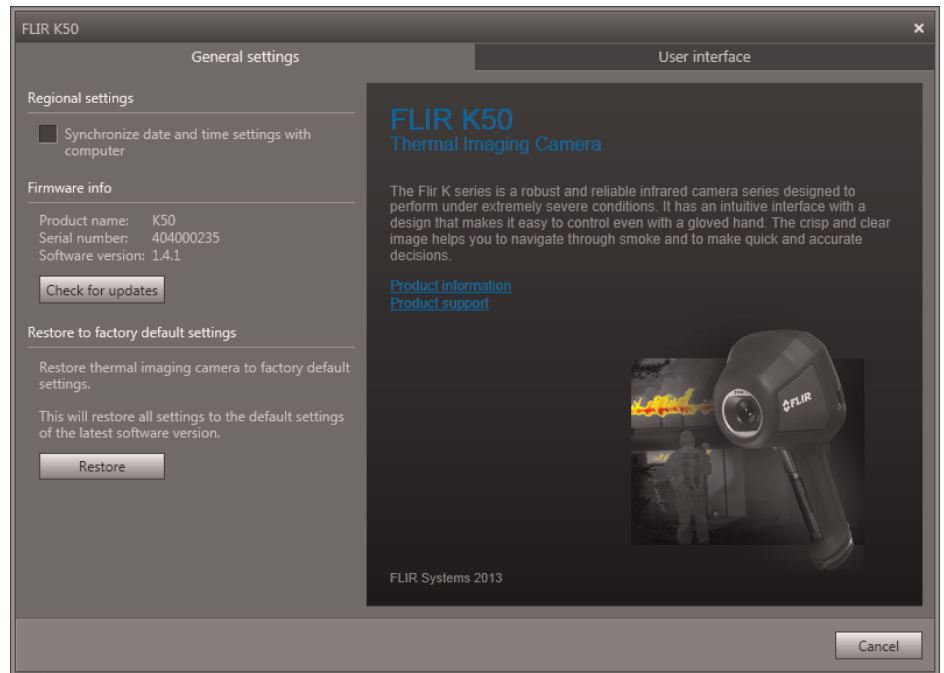 FLIR K50
General settings
User interface
Regional settings
Synchronize date and time settings with
computer
Firmware info
Product name: K50
Serial number: 404000235
Software version: 1.4.1
Check for updates
Restore to factory default settings
Restore thermal imaging camera to factory default
settings.
This will restore all settings to the default settings
of the latest software version.
Restore
FLIR K50
Thermal Imaging Camera
The Flir K series is a robust and reliable infrared camera series designed to
perform under extremely severe conditions. It has an intuitive interface with a
design that makes it easy to control even with a gloved hand. The crisp and clear
image helps you to navigate through smoke and to make quick and accurate
decisions.
Product information
Product support
FLIR
FLIR Systems 2013
Cancel